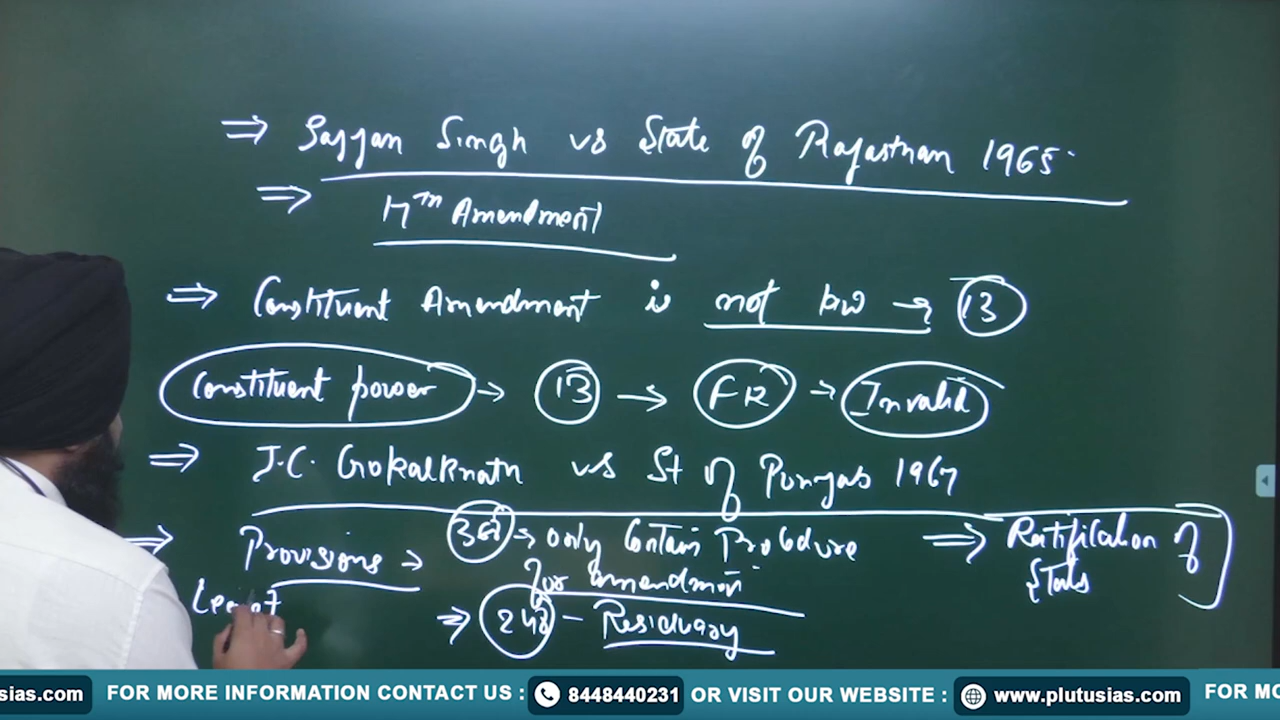 ⇒ Sajjan Singh vs State of Rajasthan 1965
⇒ 17th Amendment
⇒ Constituent Amendment is not law → 13
Constituent power → 13 → FR → Invalid
⇒ I.C. Golaknath vs St of Punjab 1967
⇒ Provisions → 368 → only Contain Procedure ⇒ Ratification of
for amendment States
⇒ 248 - Residuary
usias.com FOR MORE INFORMATION CONTACT US : 8448440231 OR VISIT OUR WEBSITE : www.plutusias.com FOR MO